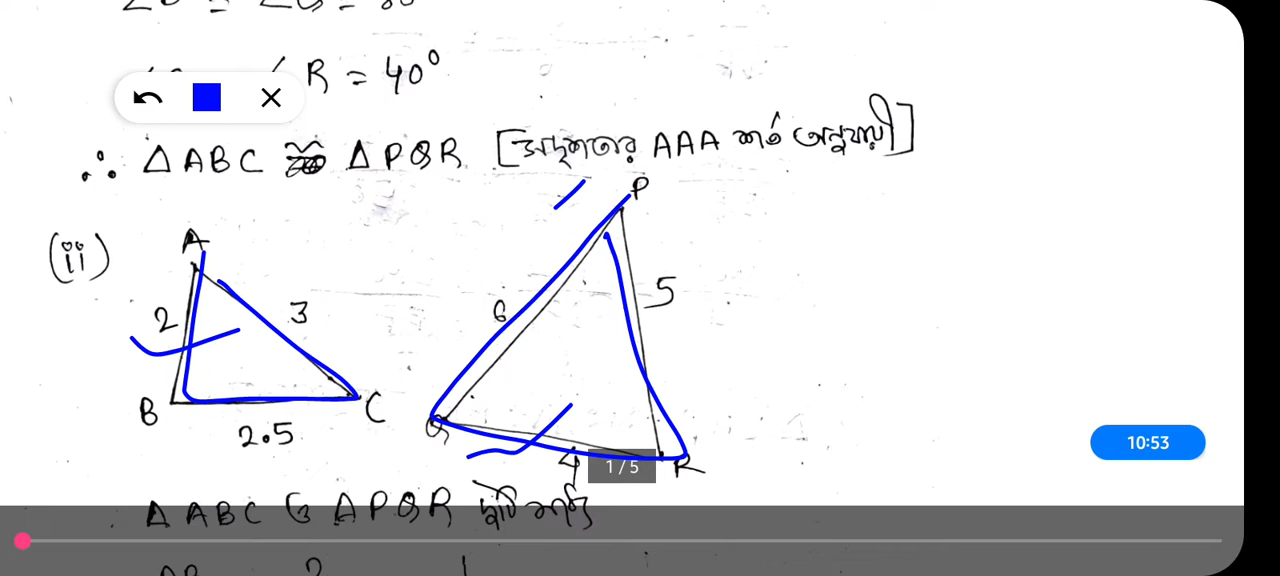 ∠R = 40°
∴ △ABC ≅ △PQR [সদৃশতার AAA শর্ত অনুযায়ী]
(ii)
A
P
2
3
6
5
B
C
Q
R
2.5
4
1 / 5
10:53
△ABC ও △PQR দুটি